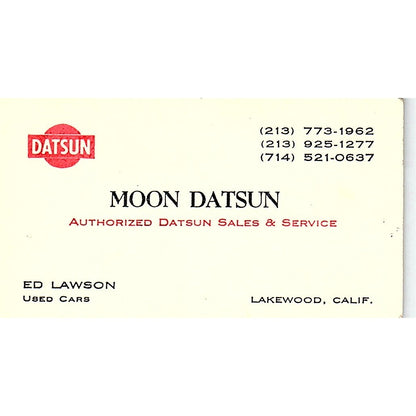 DATSUN
(213) 773-1962
(213) 925-1277
(714) 521-0637
MOON DATSUN
AUTHORIZED DATSUN SALES & SERVICE
ED LAWSON
USED CARS
LAKEWOOD, CALIF.